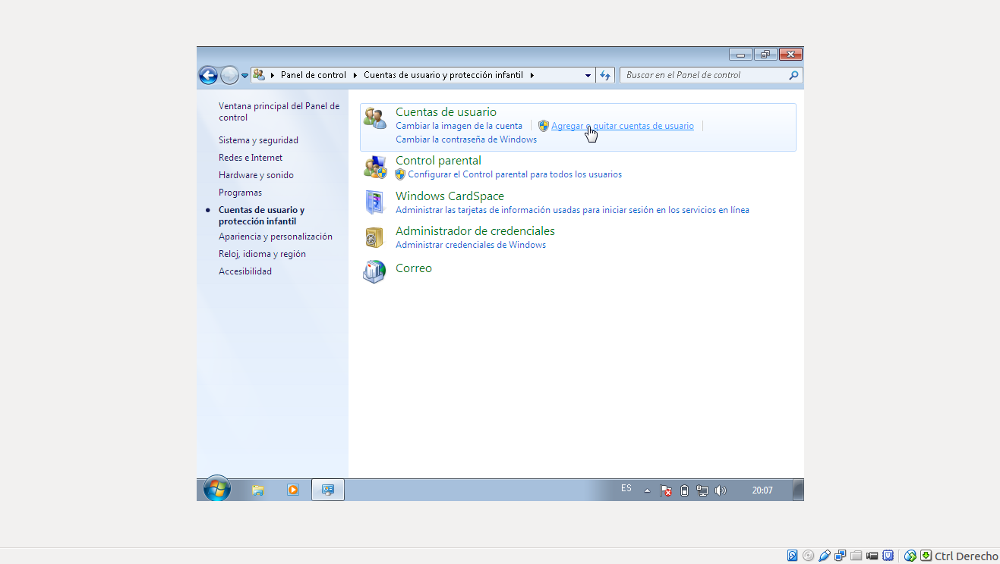 Panel de control
Cuentas de usuario y protección infantil
Buscar en el Panel de control
Ventana principal del Panel de
control
Sistema y seguridad
Redes e Internet
Hardware y sonido
Programas
Cuentas de usuario y
protección infantil
Apariencia y personalización
Reloj, idioma y región
Accesibilidad
Cuentas de usuario
Cambiar la imagen de la cuenta
Agregar o quitar cuentas de usuario
Cambiar la contraseña de Windows
Control parental
Configurar el Control parental para todos los usuarios
Windows CardSpace
Administrar las tarjetas de información usadas para iniciar sesión en los servicios en línea
Administrador de credenciales
Administrar credenciales de Windows
Correo
ES
20:07
Ctrl Derecho